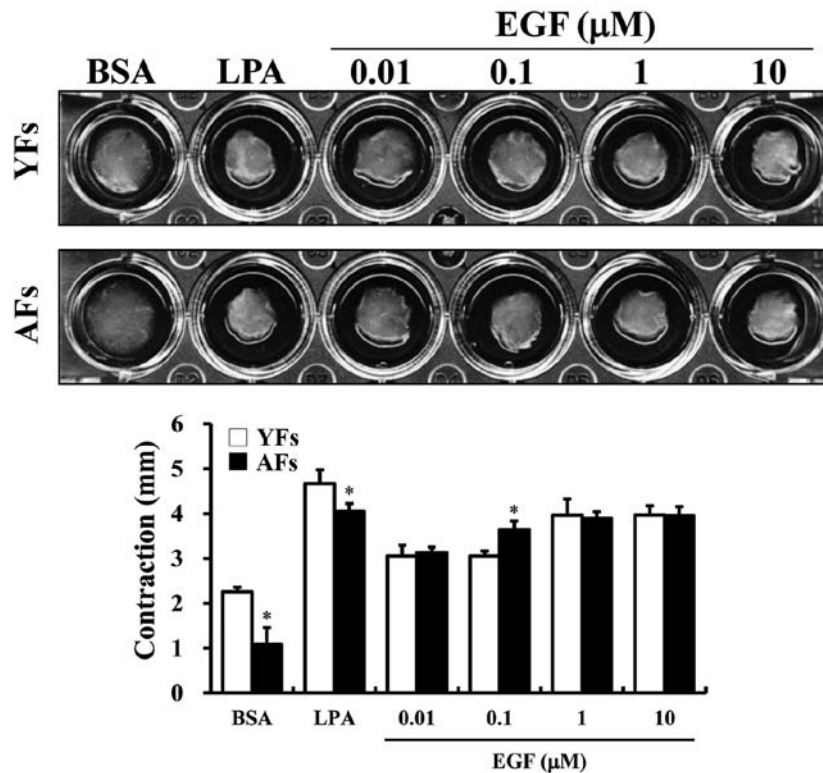 EGF (μM)
BSA LPA 0.01 0.1 1 10
YFs
AFs
6
5
4
3
2
1
0
Contraction (mm)
YFs
AFs
*
*
*
BSA LPA 0.01 0.1 1 10
EGF (μM)